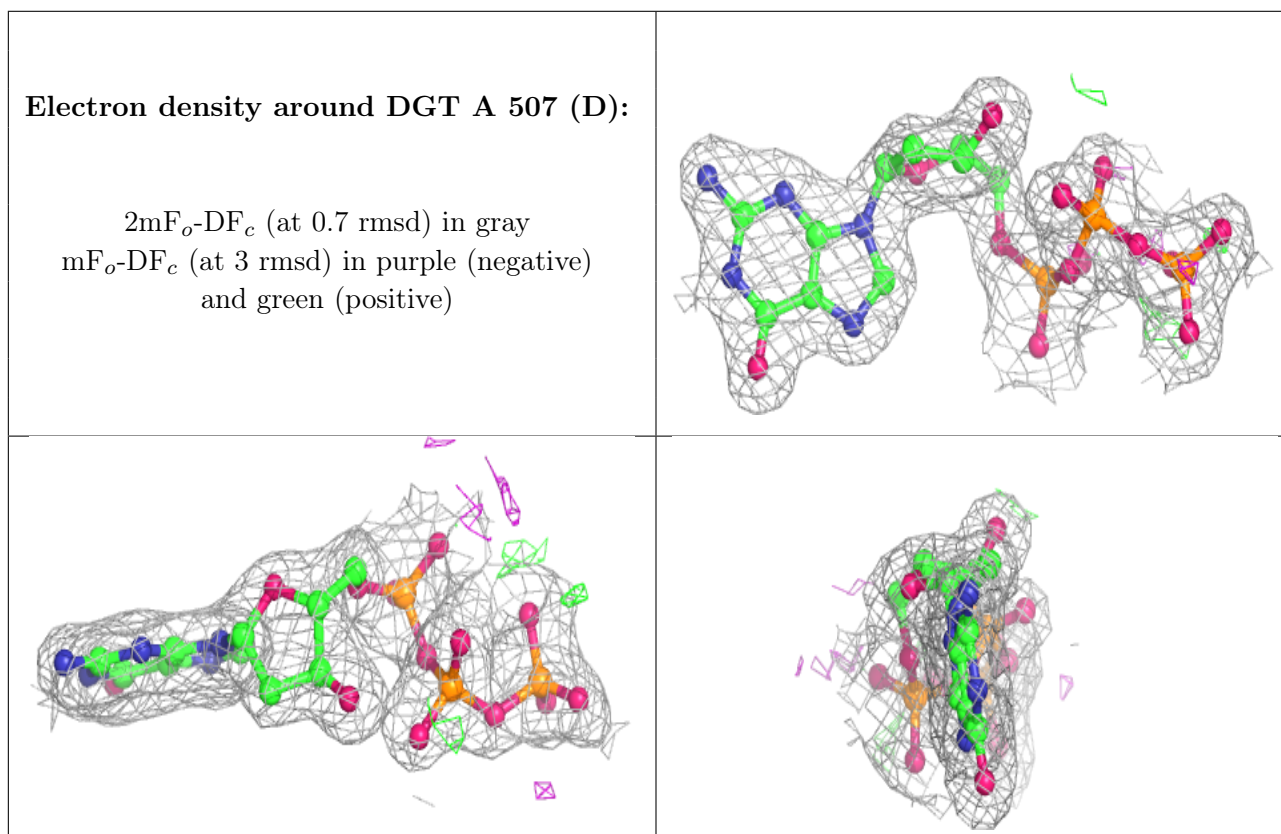 Electron density around DGT A 507 (D):
2mFo-DFc (at 0.7 rmsd) in gray
mFo-DFc (at 3 rmsd) in purple (negative)
and green (positive)